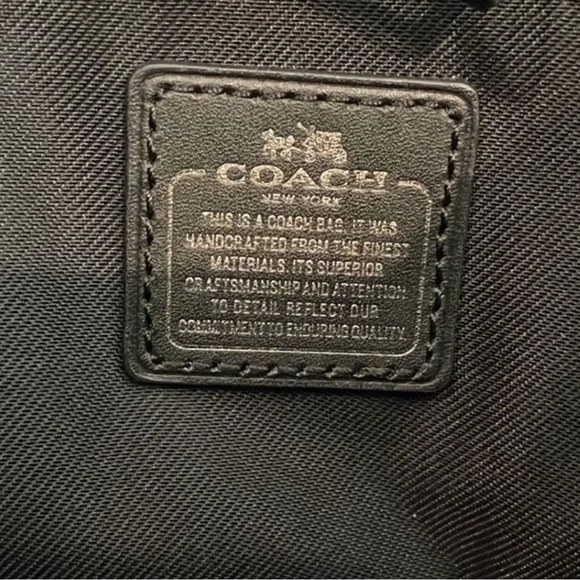 COACH
NEW YORK
THIS IS A COACH BAG. IT WAS
HANDCRAFTED FROM THE FINEST
MATERIALS. ITS SUPERIOR
CRAFTSMANSHIP AND ATTENTION
TO DETAIL REFLECT OUR
COMMITMENT TO ENDURING QUALITY.